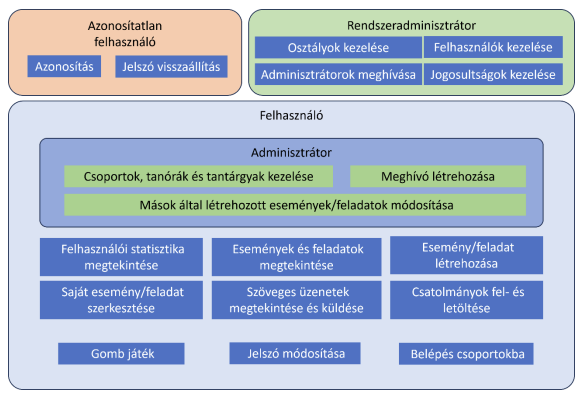 Azonosítatlan
felhasználó
Azonosítás
Jelszó visszaállítás
Rendszeradminisztrátor
Osztályok kezelése
Felhasználók kezelése
Adminisztrátorok meghívása
Jogosultságok kezelése
Felhasználó
Adminisztrátor
Csoportok, tanórák és tantárgyak kezelése
Meghívó létrehozása
Mások által létrehozott események/feladatok módosítása
Felhasználói statisztika
megtekintése
Események és feladatok
megtekintése
Esemény/feladat
létrehozása
Saját esemény/feladat
szerkesztése
Szöveges üzenetek
megtekintése és küldése
Csatolmányok fel- és
letöltése
Gomb játék
Jelszó módosítása
Belépés csoportokba